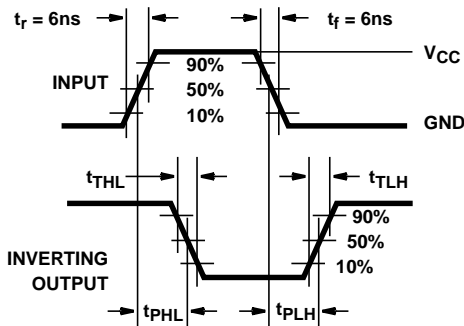 tr = 6ns
tf = 6ns
VCC
90%
INPUT
50%
10%
GND
tTHL
tTLH
90%
50%
INVERTING
OUTPUT
10%
tPHL
tPLH